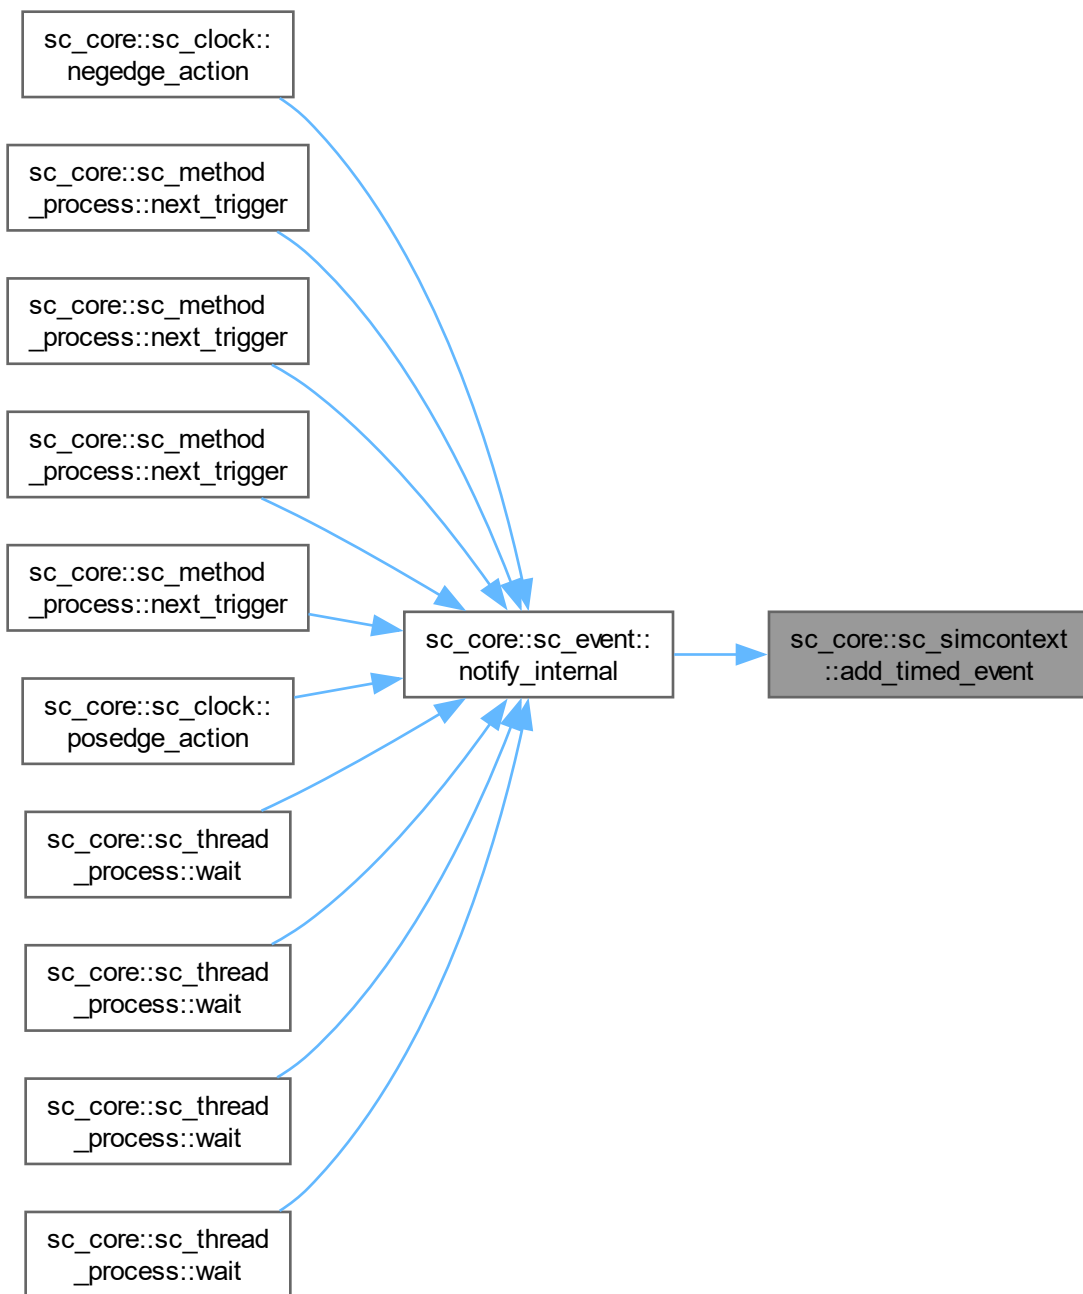 sc_core::sc_clock::
negedge_action
sc_core::sc_method
_process::next_trigger
sc_core::sc_method
_process::next_trigger
sc_core::sc_method
_process::next_trigger
sc_core::sc_method
_process::next_trigger
sc_core::sc_event::
notify_internal
sc_core::sc_simcontext
::add_timed_event
sc_core::sc_clock::
posedge_action
sc_core::sc_thread
_process::wait
sc_core::sc_thread
_process::wait
sc_core::sc_thread
_process::wait
sc_core::sc_thread
_process::wait